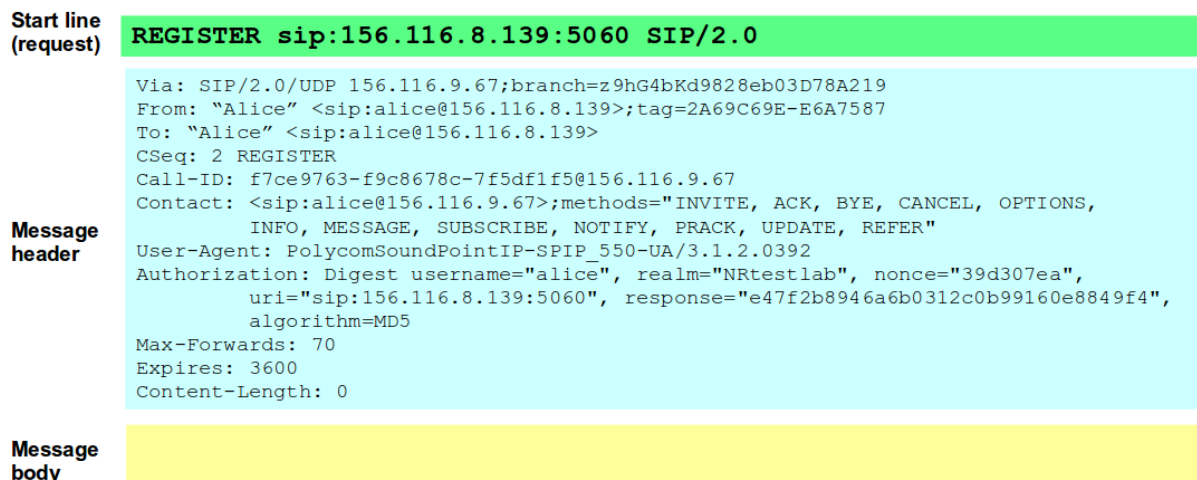 Start line
(request)
REGISTER sip:156.116.8.139:5060 SIP/2.0
Via: SIP/2.0/UDP 156.116.9.67;branch=z9hG4bKd9828eb03D78A219
From: “Alice” <sip:alice@156.116.8.139>;tag=2A69C69E-E6A7587
To: “Alice” <sip:alice@156.116.8.139>
CSeq: 2 REGISTER
Call-ID: f7ce9763-f9c8678c-7f5df1f5@156.116.9.67
Contact: <sip:alice@156.116.9.67>;methods="INVITE, ACK, BYE, CANCEL, OPTIONS,
INFO, MESSAGE, SUBSCRIBE, NOTIFY, PRACK, UPDATE, REFER"
Message
header
User-Agent: PolycomSoundPointIP-SPIP_550-UA/3.1.2.0392
Authorization: Digest username="alice", realm="NRtestlab", nonce="39d307ea",
uri="sip:156.116.8.139:5060", response="e47f2b8946a6b0312c0b99160e8849f4",
algorithm=MD5
Max-Forwards: 70
Expires: 3600
Content-Length: 0
Message
body